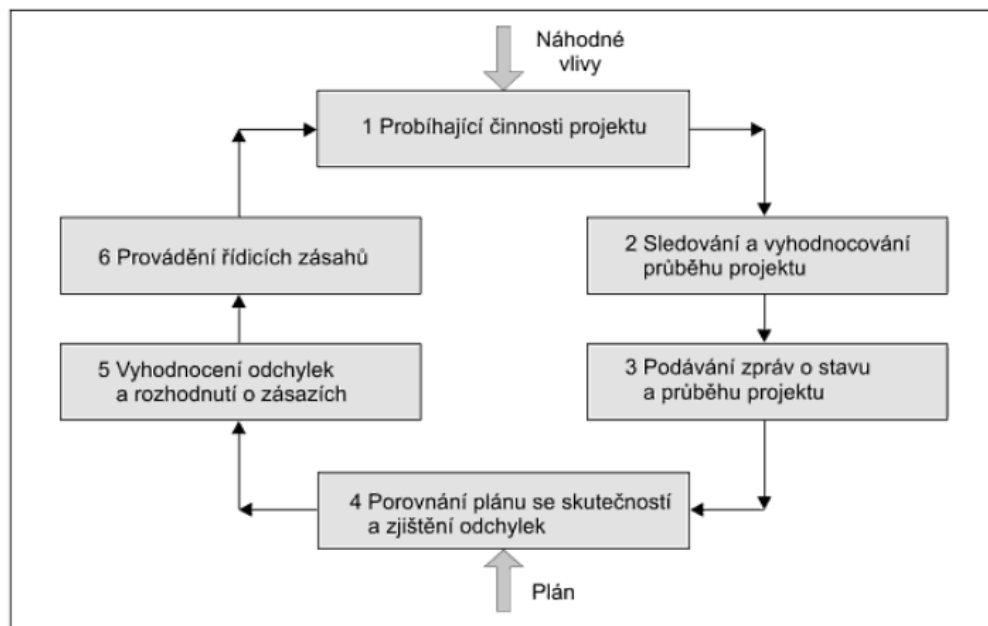 Náhodné
vlivy
1 Probíhající činnosti projektu
2 Sledování a vyhodnocování
průběhu projektu
3 Podávání zpráv o stavu
a průběhu projektu
4 Porovnání plánu se skutečností
a zjištění odchylek
Plán
5 Vyhodnocení odchylek
a rozhodnutí o zásazích
6 Provádění řídicích zásahů